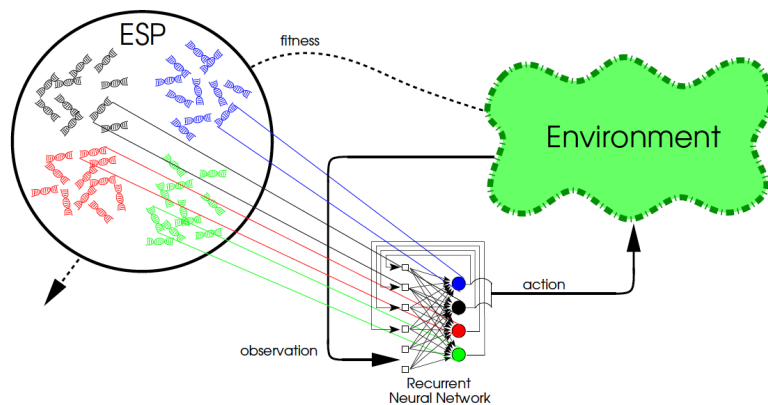 ESP
fitness
Environment
action
observation
Recurrent
Neural Network